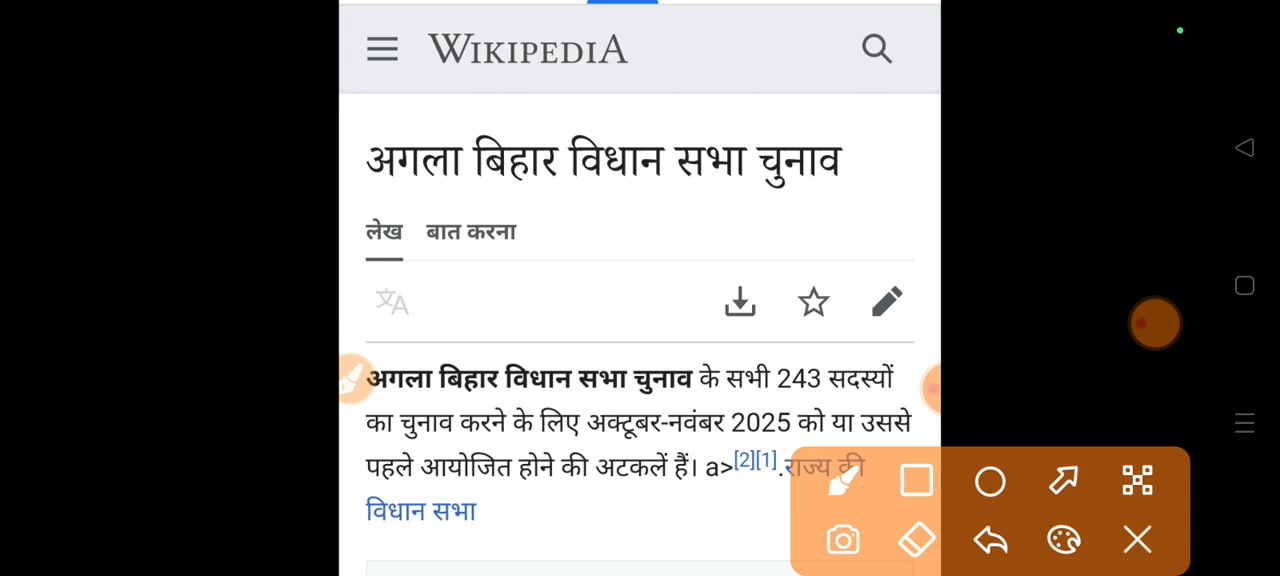 WIKIPEDIA
अगला बिहार विधान सभा चुनाव
लेख बात करना
अगला बिहार विधान सभा चुनाव के सभी 243 सदस्यों
का चुनाव करने के लिए अक्टूबर-नवंबर 2025 को या उससे
पहले आयोजित होने की अटकलें हैं। a>[2][1].राज्य की
विधान सभा